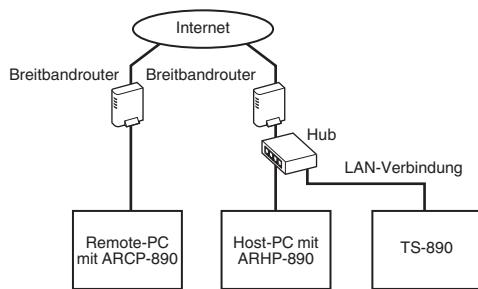 Internet
Breitbandrouter
Breitbandrouter
Hub
LAN-Verbindung
Remote-PC
mit ARCP-890
Host-PC mit
ARHP-890
TS-890